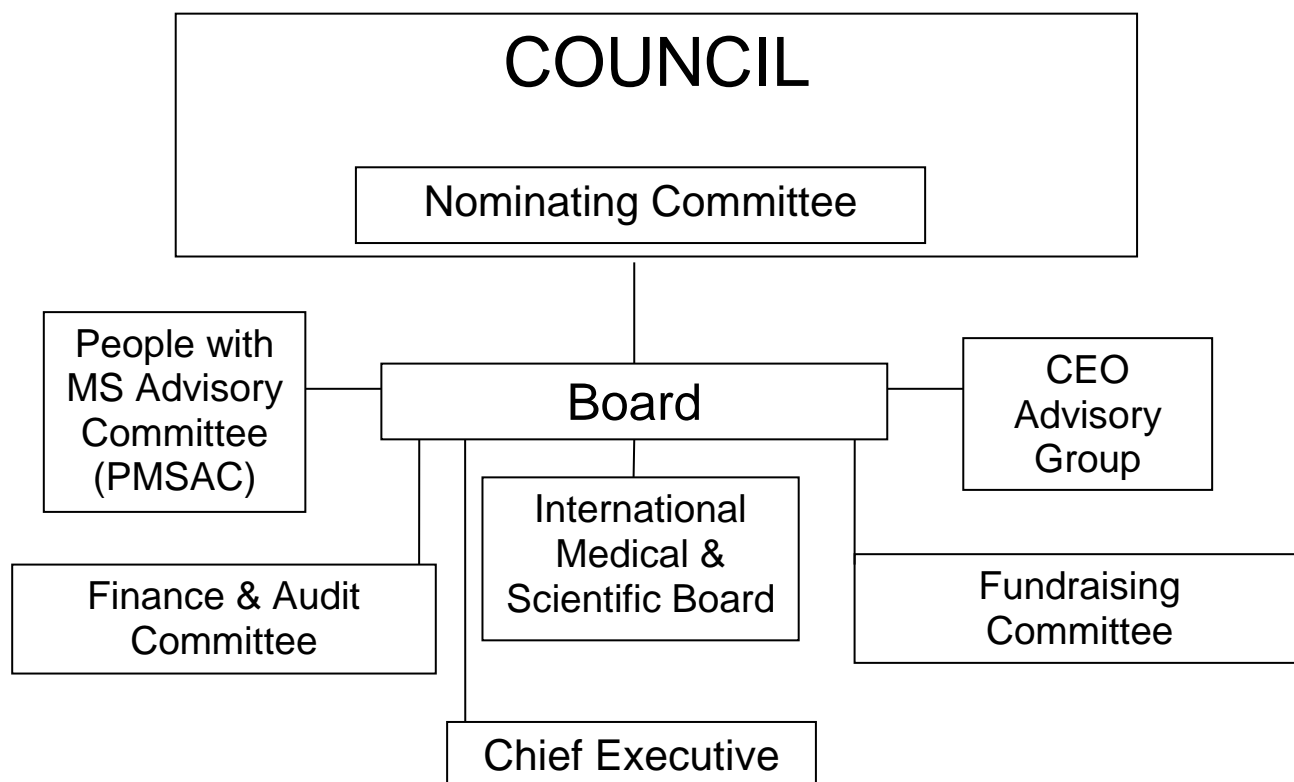 COUNCIL
Nominating Committee
People with
MS Advisory
Committee
(PMSAC)
Board
CEO
Advisory
Group
International
Medical &
Scientific Board
Finance & Audit
Committee
Fundraising
Committee
Chief Executive